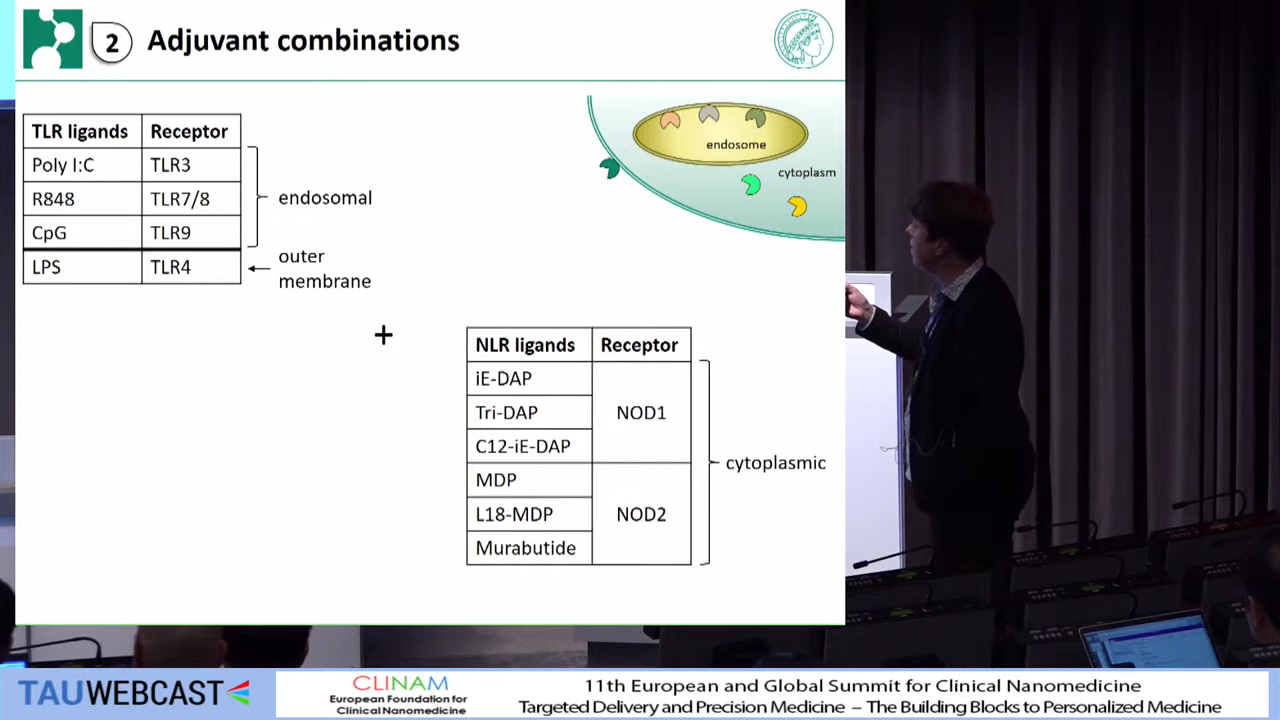 2 Adjuvant combinations
endosome
cytoplasm
TLR ligands Receptor
Poly I:C TLR3
R848 TLR7/8
CpG TLR9
LPS TLR4
endosomal
outer
membrane
+
NLR ligands Receptor
iE-DAP
Tri-DAP NOD1
C12-iE-DAP
MDP
L18-MDP NOD2
Murabutide
cytoplasmic
TAUWEBCAST
CLINAM
European Foundation for
Clinical Nanomedicine
11th European and Global Summit for Clinical Nanomedicine
Targeted Delivery and Precision Medicine – The Building Blocks to Personalized Medicine